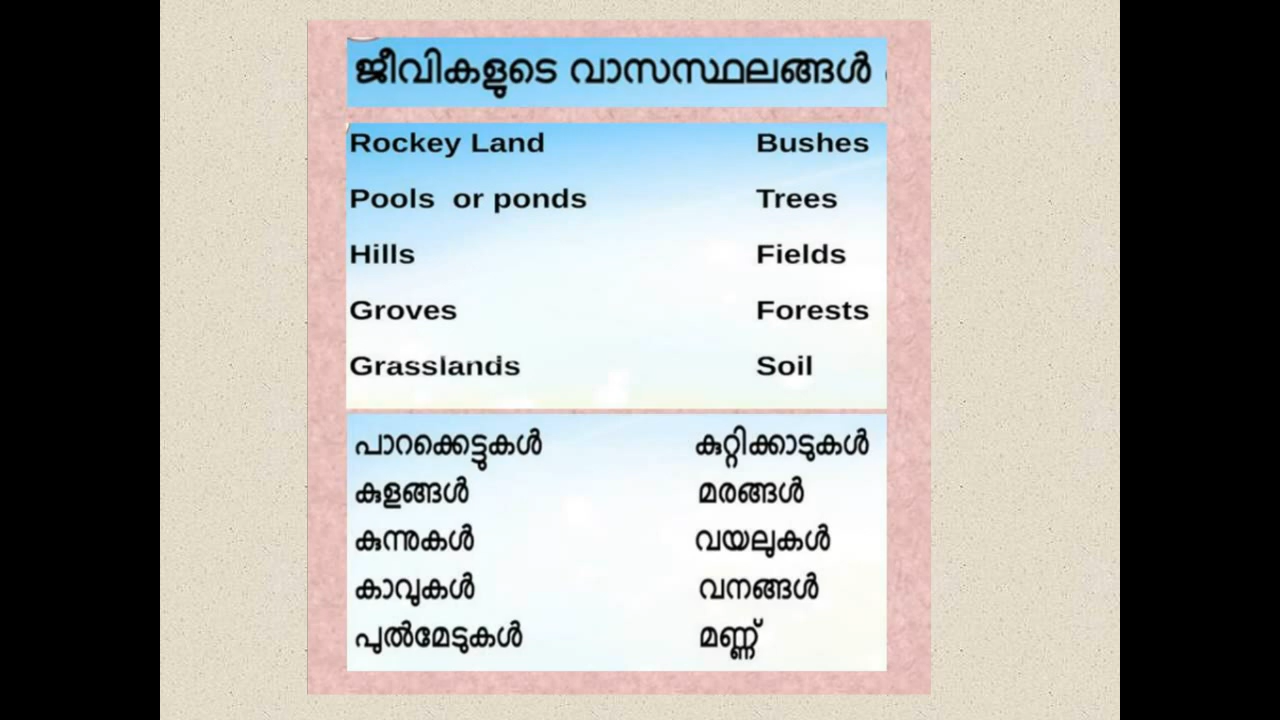 ജീവികളുടെ വാസസ്ഥലങ്ങൾ
Rockey Land Bushes
Pools or ponds Trees
Hills Fields
Groves Forests
Grasslands Soil
പാറക്കെട്ടുകൾ കുറ്റിക്കാടുകൾ
കുളങ്ങൾ മരങ്ങൾ
കുന്നുകൾ വയലുകൾ
കാവുകൾ വനങ്ങൾ
പുൽമേടുകൾ മണ്ണ്